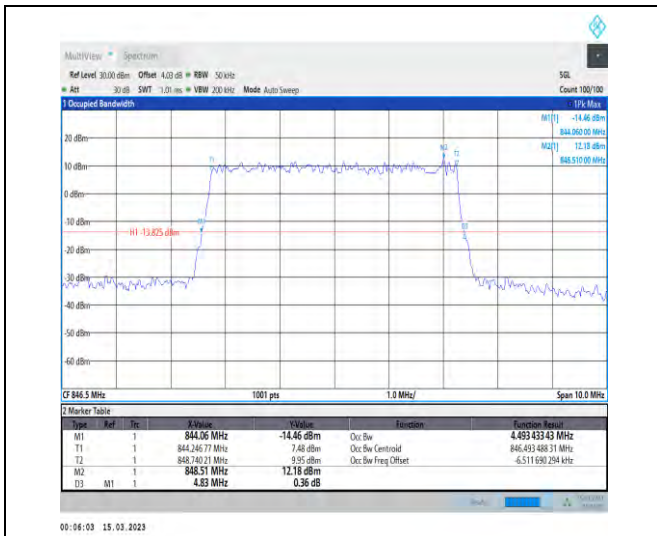 MultiView Spectrum
Ref Level 30.00 dBm Offset 4.03 dB RBW 50 kHz SGL
Att 30 dB SWT 1.01 ms VBW 200 kHz Mode Auto Sweep Count 100/100
1 Occupied Bandwidth 1Pk Max
M1[1] -14.46 dBm
844.060 00 MHz
M2[1] 12.18 dBm
848.510 00 MHz
20 dBm
10 dBm
0 dBm
-10 dBm
H1 -13.825 dBm
-20 dBm
-30 dBm
-40 dBm
-50 dBm
-60 dBm
T1
M2
T2
D3
CF 846.5 MHz 1001 pts 1.0 MHz/ Span 10.0 MHz
2 Marker Table
Type Ref Trc X-Value Y-Value Function Function Result
M1 1 844.06 MHz -14.46 dBm Occ Bw 4.493 433 43 MHz
T1 1 844.246 77 MHz 7.48 dBm Occ Bw Centroid 846.493 488 31 MHz
T2 1 848.740 21 MHz 9.95 dBm Occ Bw Freq Offset -6.511 690 294 kHz
M2 1 848.51 MHz 12.18 dBm
D3 M1 1 4.83 MHz 0.36 dB
00:06:03 15.03.2023